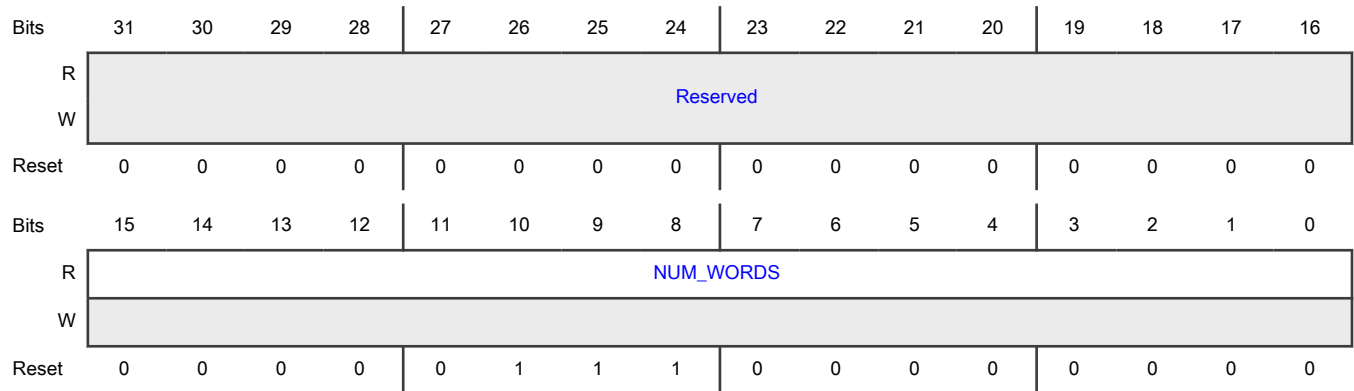 Bits 31 30 29 28 27 26 25 24 23 22 21 20 19 18 17 16
R
Reserved
W
Reset 0 0 0 0 0 0 0 0 0 0 0 0 0 0 0 0
Bits 15 14 13 12 11 10 9 8 7 6 5 4 3 2 1 0
R NUM_WORDS
W
Reset 0 0 0 0 0 1 1 1 0 0 0 0 0 0 0 0